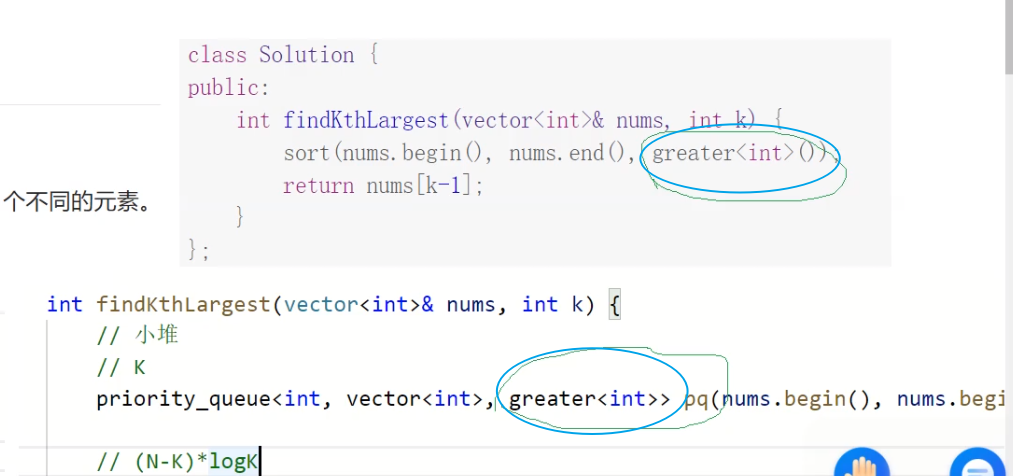 class Solution {
public:
int findKthLargest(vector<int>& nums, int k) {
sort(nums.begin(), nums.end(), greater<int>());
return nums[k-1];
}
};
个不同的元素。
int findKthLargest(vector<int>& nums, int k) {
// 小堆
// K
priority_queue<int, vector<int>, greater<int>> pq(nums.begin(), nums.begi
// (N-K)*logK